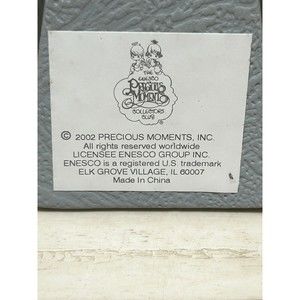 THE
ENESCO
PRECIOUS
MOMENTS
COLLECTORS
CLUB
© 2002 PRECIOUS MOMENTS, INC.
All rights reserved worldwide
LICENSEE ENESCO GROUP INC.
ENESCO is a registered U.S. trademark
ELK GROVE VILLAGE, IL 60007
Made In China